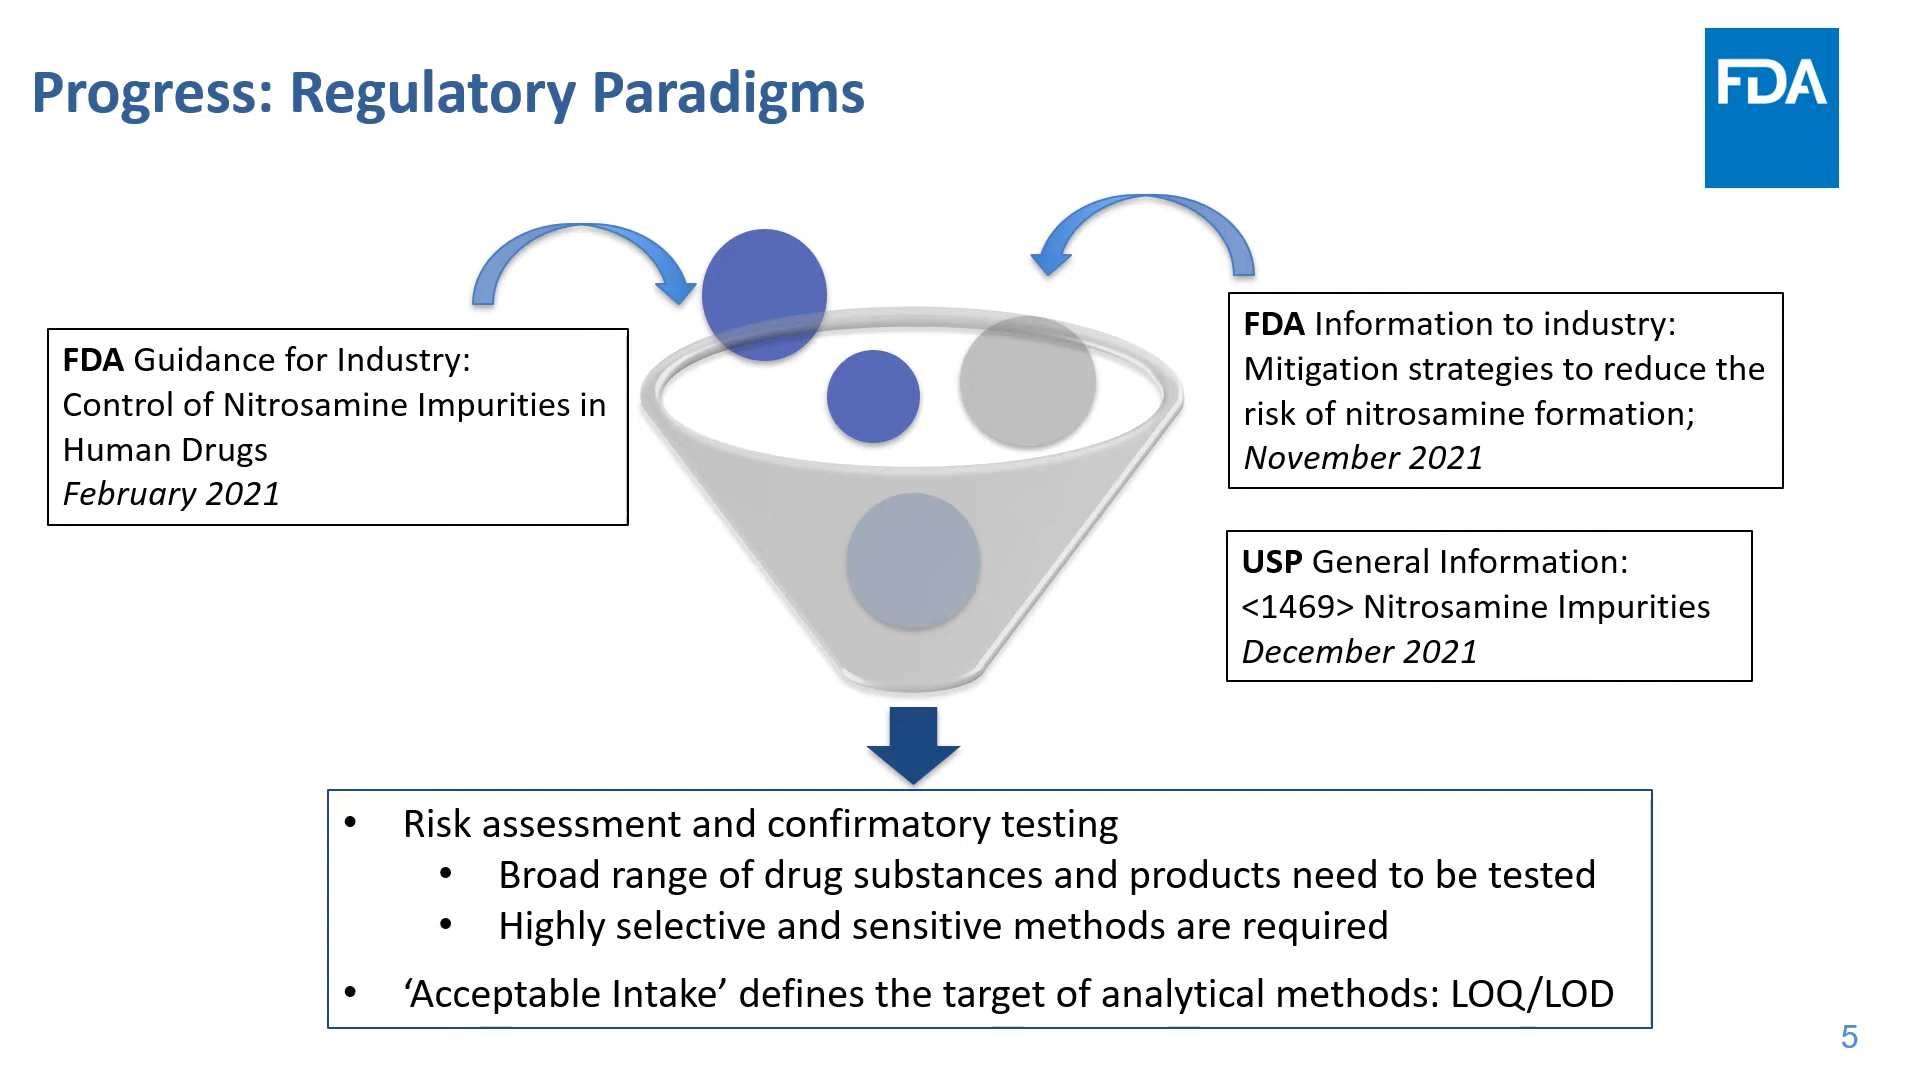 Progress: Regulatory Paradigms
FDA
FDA Guidance for Industry:
Control of Nitrosamine Impurities in
Human Drugs
February 2021
FDA Information to industry:
Mitigation strategies to reduce the
risk of nitrosamine formation;
November 2021
USP General Information:
<1469> Nitrosamine Impurities
December 2021
• Risk assessment and confirmatory testing
• Broad range of drug substances and products need to be tested
• Highly selective and sensitive methods are required
• ‘Acceptable Intake’ defines the target of analytical methods: LOQ/LOD
5